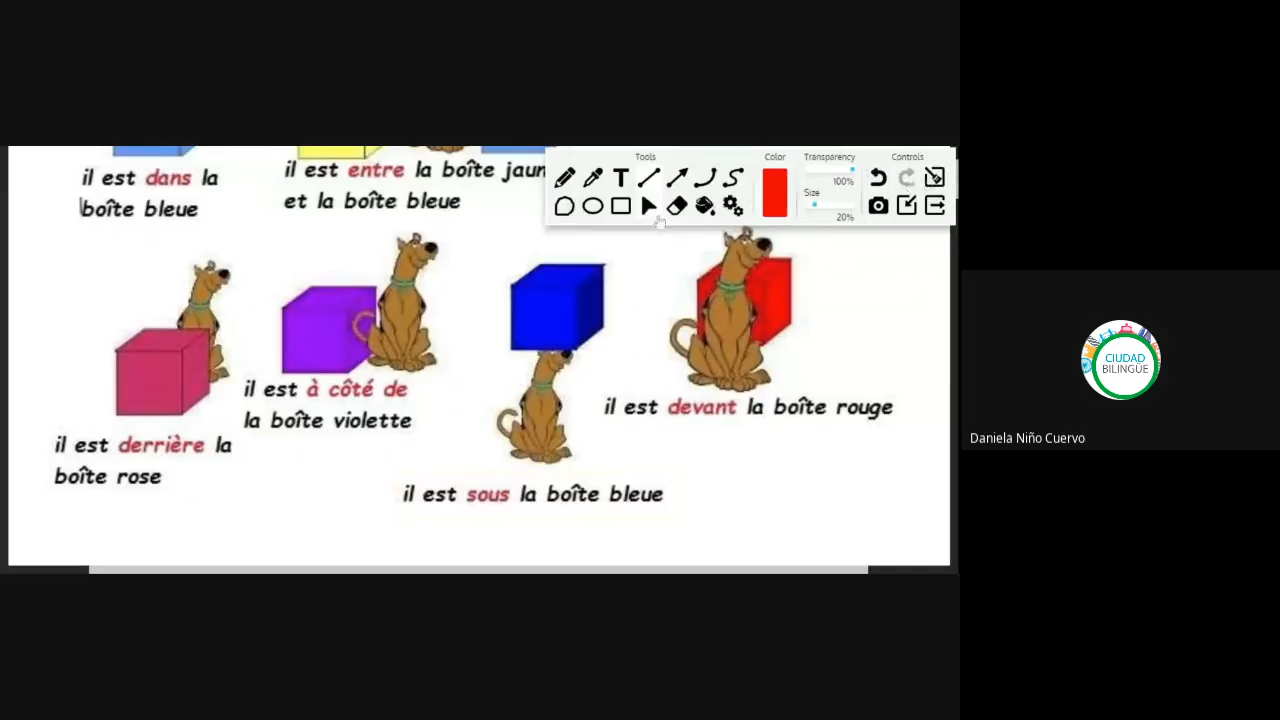 il est dans la
boîte bleue
il est entre la boîte jaun
et la boîte bleue
Tools
Color
Transparency
Controls
100%
Size
20%
il est à côté de
la boîte violette
il est devant la boîte rouge
il est derrière la
boîte rose
il est sous la boîte bleue
CIUDAD
BILINGÜE
Daniela Niño Cuervo